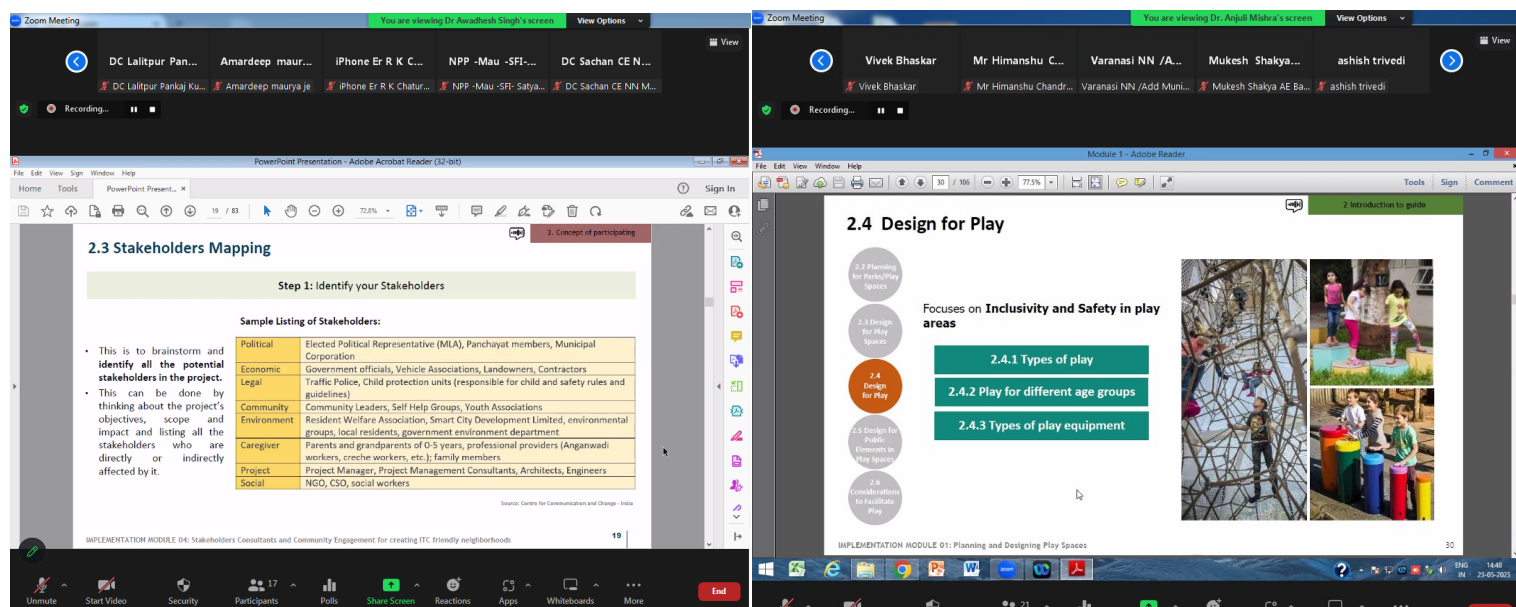 Zoom Meeting
You are viewing Dr Awadhesh Singh's screen
View Options
View
DC Lalitpur Pan...
Amardeep maur...
iPhone Er R K C...
NPP -Mau -SFI-...
DC Sachan CE N...
DC Lalitpur Pankaj Ku...
Amardeep maurya je
iPhone Er R K Chatur...
NPP -Mau -SFI- Satya...
DC Sachan CE NN M...
Recording...
PowerPoint Presentation - Adobe Acrobat Reader (32-bit)
File Edit View Sign Window Help
Home Tools PowerPoint Present... ×
Sign In
19 / 83
72.8%
2. Concept of participating
2.3 Stakeholders Mapping
Step 1: Identify your Stakeholders
Sample Listing of Stakeholders:
• This is to brainstorm and
identify all the potential
stakeholders in the project.
• This can be done by
thinking about the project's
objectives, scope and
impact and listing all the
stakeholders who are
directly or indirectly
affected by it.
Political Elected Political Representative (MLA), Panchayat members, Municipal
Corporation
Economic Government officials, Vehicle Associations, Landowners, Contractors
Legal Traffic Police, Child protection units (responsible for child and safety rules and
guidelines)
Community Community Leaders, Self Help Groups, Youth Associations
Environment Resident Welfare Association, Smart City Development Limited, environmental
groups, local residents, government environment department
Caregiver Parents and grandparents of 0-5 years, professional providers (Anganwadi
workers, creche workers, etc.); family members
Project Project Manager, Project Management Consultants, Architects, Engineers
Social NGO, CSO, social workers
Source: Centre for Communication and Change - India
IMPLEMENTATION MODULE 04: Stakeholders Consultants and Community Engagement for creating ITC friendly neighborhoods
19
Unmute
Start Video
Security
17
Participants
Polls
Share Screen
Reactions
Apps
Whiteboards
More
End
Zoom Meeting
You are viewing Dr. Anjuli Mishra's screen
View Options
View
Vivek Bhaskar
Mr Himanshu C...
Varanasi NN /A...
Mukesh Shakya...
ashish trivedi
Vivek Bhaskar
Mr Himanshu Chandr...
Varanasi NN /Add Muni...
Mukesh Shakya AE Ba...
ashish trivedi
Recording...
Module 1 - Adobe Reader
File Edit View Window Help
30 / 106
77.5%
Tools Sign Comment
2 Introduction to guide
2.4 Design for Play
2.2 Planning
for Parks/Play
Spaces
2.3 Design
for Play
Spaces
2.4
Design
for Play
2.5 Design for
Public
Elements in
Play Spaces
2.6
Considerations
to Facilitate
Play
Focuses on Inclusivity and Safety in play
areas
2.4.1 Types of play
2.4.2 Play for different age groups
2.4.3 Types of play equipment
IMPLEMENTATION MODULE 01: Planning and Designing Play Spaces
30
ENG
IN
14:48
23-05-2023
21